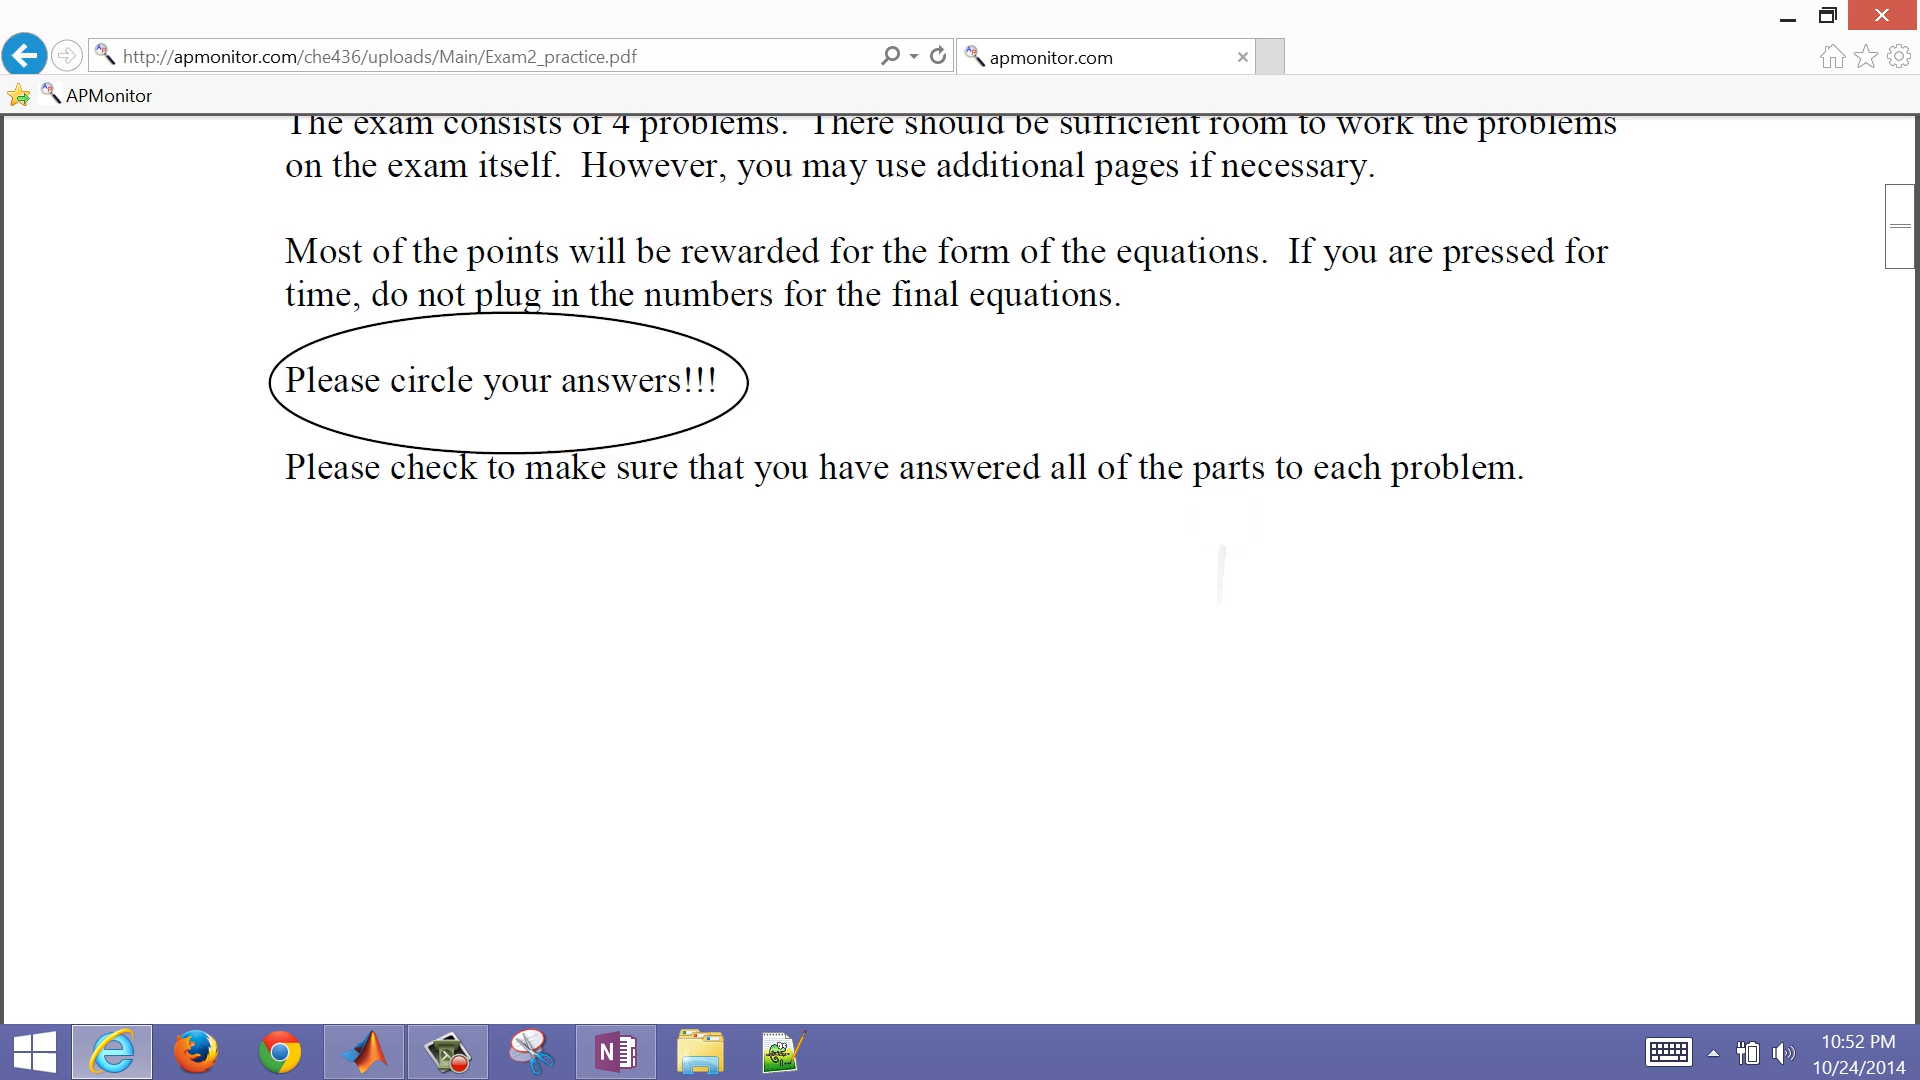 http://apmonitor.com/che436/uploads/Main/Exam2_practice.pdf
apmonitor.com
APMonitor
The exam consists of 4 problems. There should be sufficient room to work the problems
on the exam itself. However, you may use additional pages if necessary.
Most of the points will be rewarded for the form of the equations. If you are pressed for
time, do not plug in the numbers for the final equations.
Please circle your answers!!!
Please check to make sure that you have answered all of the parts to each problem.
10:52 PM
10/24/2014